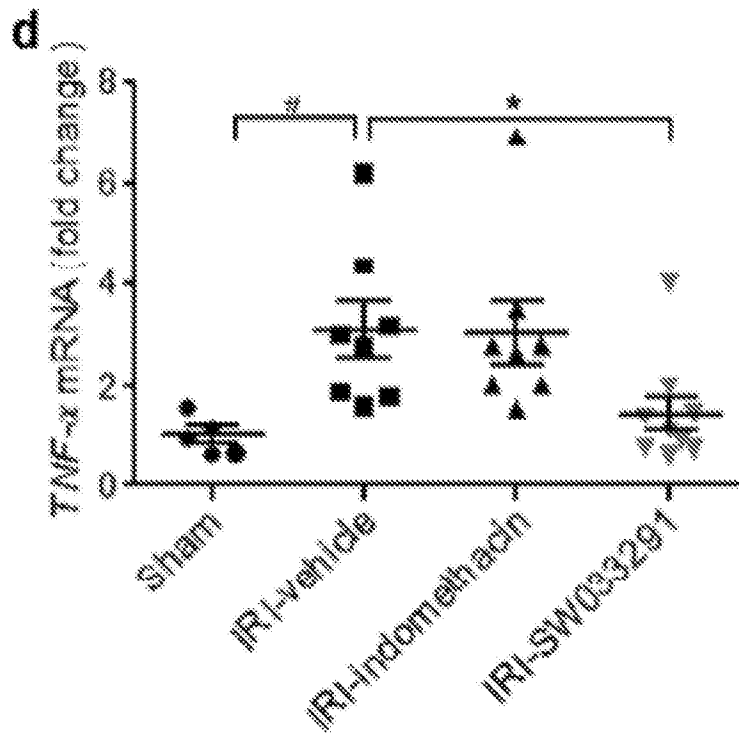 d
TNF-α mRNA (fold change)
8
6
4
2
0
#
*
Sham
IRI-vehicle
IRI-indomethacin
IRI-SW033291